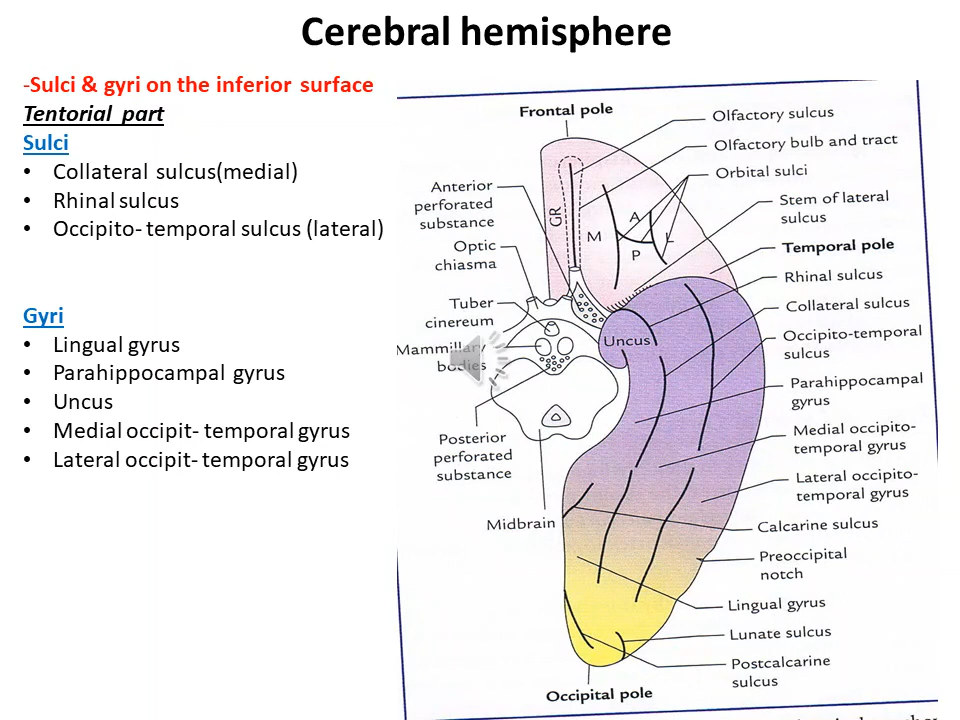 Cerebral hemisphere
-Sulci & gyri on the inferior surface
Tentorial part
Sulci
• Collateral sulcus(medial)
• Rhinal sulcus
• Occipito- temporal sulcus (lateral)
Gyri
• Lingual gyrus
• Parahippocampal gyrus
• Uncus
• Medial occipit- temporal gyrus
• Lateral occipit- temporal gyrus
Frontal pole
Olfactory sulcus
Olfactory bulb and tract
Orbital sulci
Stem of lateral
sulcus
Temporal pole
Rhinal sulcus
Collateral sulcus
Occipito-temporal
sulcus
Parahippocampal
gyrus
Medial occipito-
temporal gyrus
Lateral occipito-
temporal gyrus
Calcarine sulcus
Preoccipital
notch
Lingual gyrus
Lunate sulcus
Postcalcarine
sulcus
Occipital pole
Anterior
perforated
substance
Optic
chiasma
Tuber
cinereum
Mammillary
bodies
Posterior
perforated
substance
Midbrain
GR
M
A
L
P
Uncus